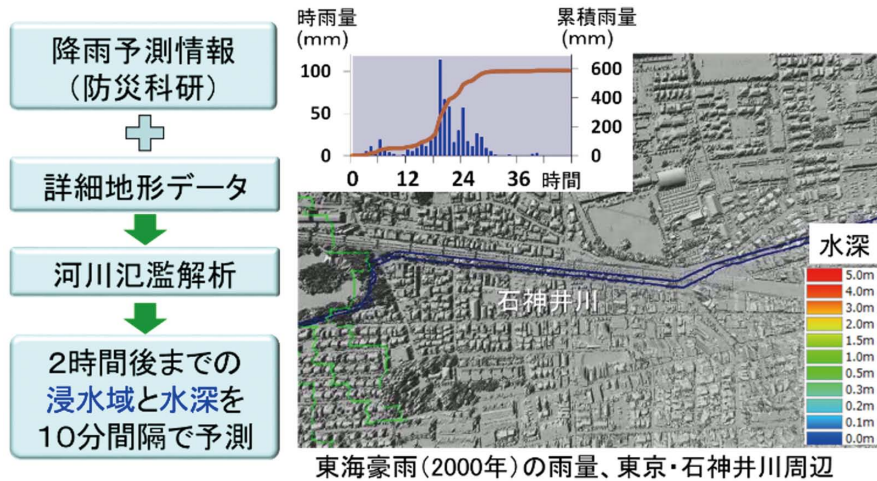 降雨予測情報
(防災科研)
詳細地形データ
河川氾濫解析
2時間後までの
浸水域と水深を
10分間隔で予測
時雨量
(mm)
累積雨量
(mm)
100
50
0
600
400
200
0
0 12 24 36 時間
石神井川
水深
5.0m
4.0m
3.0m
2.0m
1.5m
1.0m
0.5m
0.3m
0.2m
0.1m
0.0m
東海豪雨(2000年)の雨量、東京・石神井川周辺